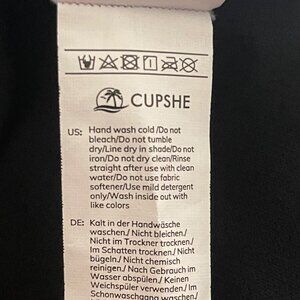 CUPSHE
US: Hand wash cold /Do not
bleach/Do not tumble
dry/Line dry in shade/Do not
iron/Do not dry clean/Rinse
straight after use with clean
water/Do not use fabric
softener/Use mild detergent
only/Wash inside out with
like colors
DE: Kalt in der Handwäsche
waschen./ Nicht bleichen./
Nicht im Trockner trocknen./
Im Schatten trocknen./ Nicht
bügeln./ Nicht chemisch
reinigen./ Nach Gebrauch im
Wasser abspülen./ Keinen
Weichspüler verwenden./ Im
Schonwaschgang waschen./